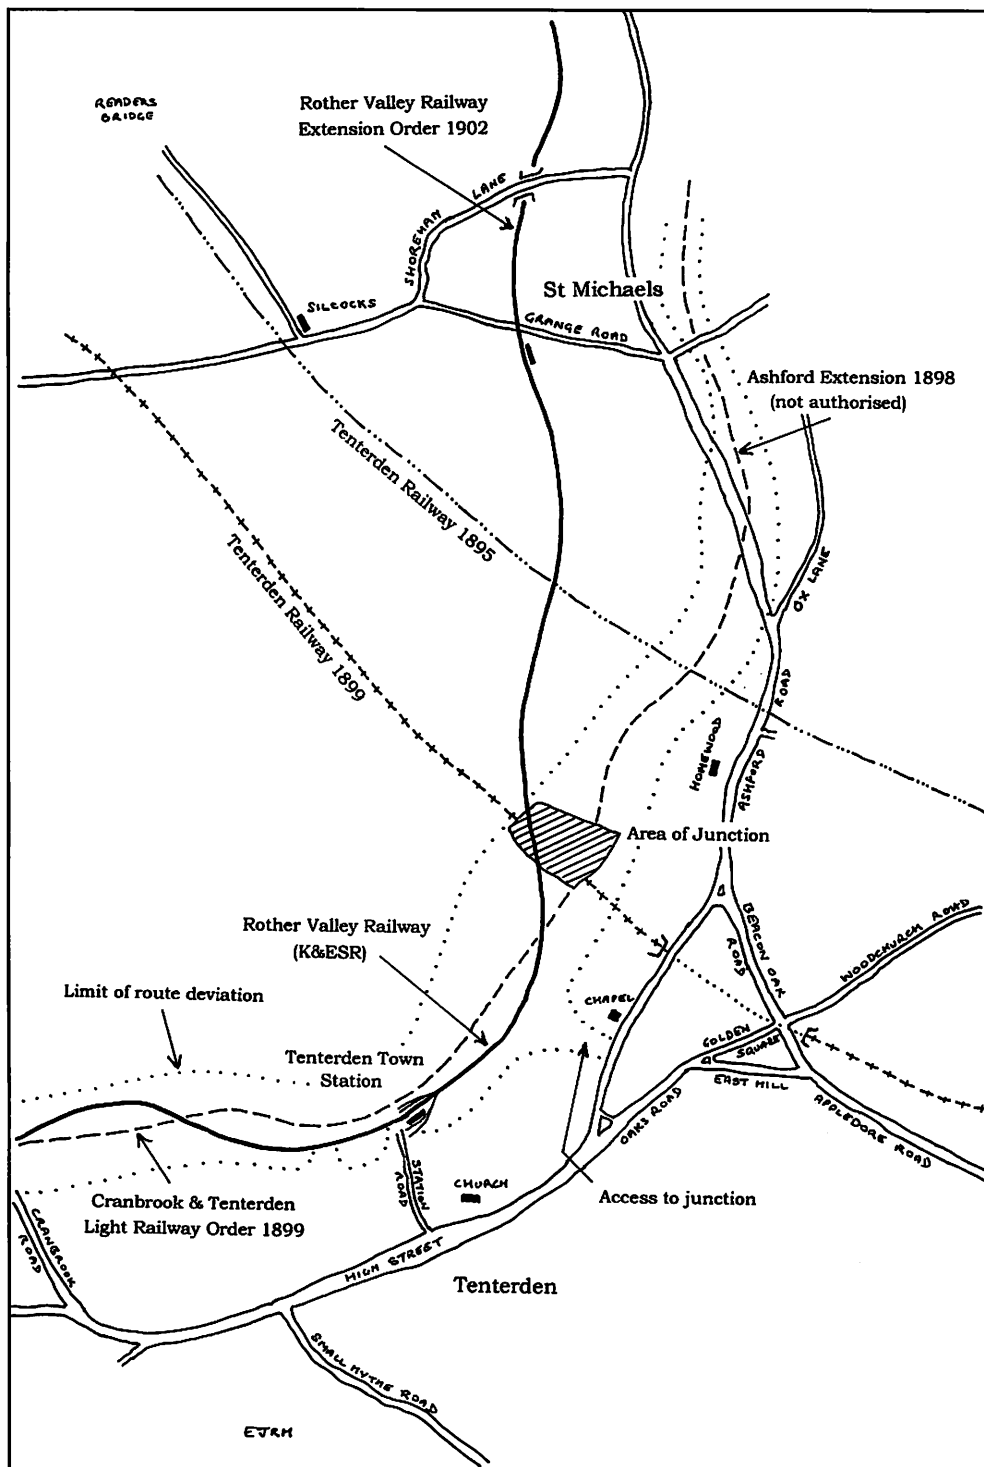 READERS
BRIDGE
Rother Valley Railway
Extension Order 1902
SHOREHAM
LANE
St Michaels
SILCOCKS
GRANGE ROAD
Ashford Extension 1898
(not authorised)
Tenterden Railway 1895
Tenterden Railway 1899
OX LANE
HOMEWOOD
ASHFORD
ROAD
Area of Junction
Rother Valley Railway
(K&ESR)
BEACON OAK
ROAD
WOODCHURCH ROAD
Limit of route deviation
CHAPEL
GOLDEN
SQUARE
Tenterden Town
Station
EAST HILL
OAKS ROAD
APPLEDORE ROAD
STATION
ROAD
CHURCH
Access to junction
Cranbrook & Tenterden
Light Railway Order 1899
CRANBROOK
ROAD
HIGH STREET
Tenterden
SMALL HYTHE ROAD
EJRM